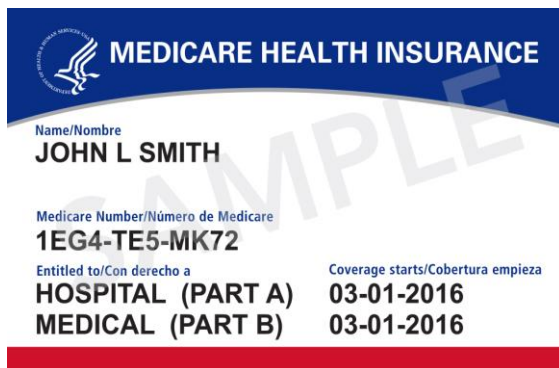 MEDICARE HEALTH INSURANCE
Name/Nombre
JOHN L SMITH
Medicare Number/Número de Medicare
1EG4-TE5-MK72
Entitled to/Con derecho a Coverage starts/Cobertura empieza
HOSPITAL (PART A) 03-01-2016
MEDICAL (PART B) 03-01-2016
SAMPLE